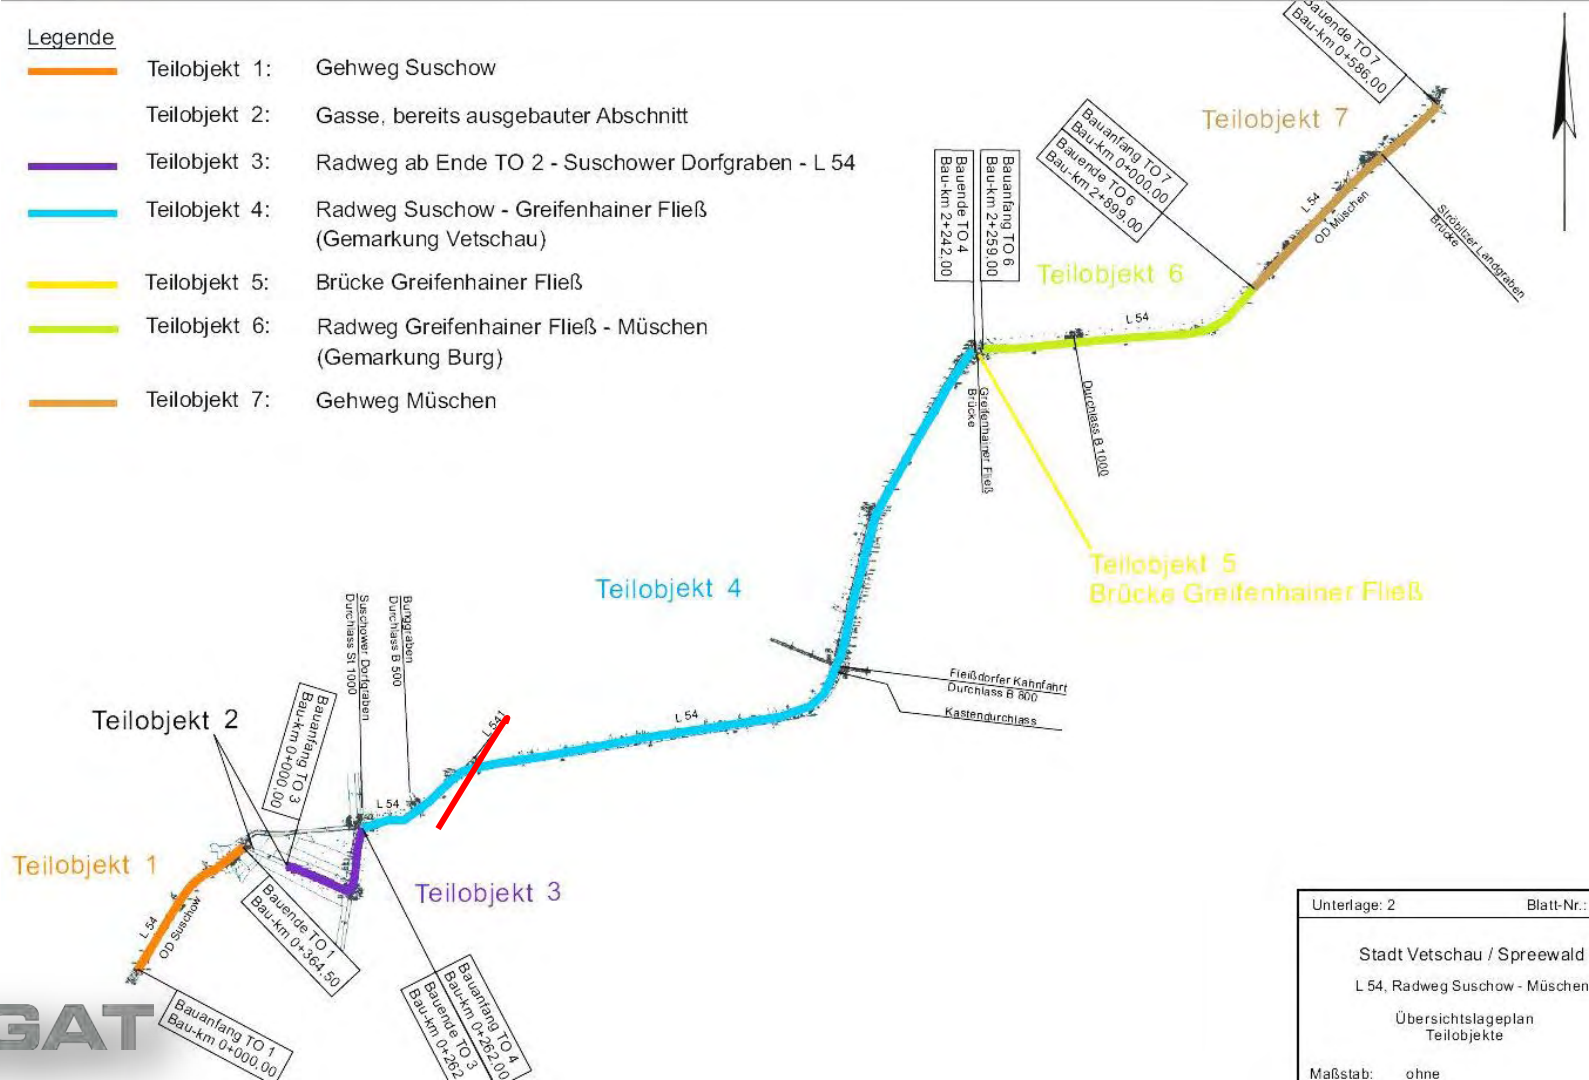 Legende
Teilobjekt 1: Gehweg Suschow
Teilobjekt 2: Gasse, bereits ausgebauter Abschnitt
Teilobjekt 3: Radweg ab Ende TO 2 - Suschower Dorfgraben - L 54
Teilobjekt 4: Radweg Suschow - Greifenhainer Fließ
(Gemarkung Vetschau)
Teilobjekt 5: Brücke Greifenhainer Fließ
Teilobjekt 6: Radweg Greifenhainer Fließ - Müschen
(Gemarkung Burg)
Teilobjekt 7: Gehweg Müschen
Bauende TO 7
Bau-km 0+586,00
Teilobjekt 7
Bauanfang TO 7
Bau-km 0+000,00
Bauende TO 6
Bau-km 2+899,00
L 54
OD Müschen
Ströbitzer Landgraben
Brücke
Bauanfang TO 6
Bau-km 2+259,00
Bauende TO 4
Bau-km 2+242,00
Teilobjekt 6
L 54
Durchlass B 1000
Greifenhainer Fließ
Brücke
Teilobjekt 5
Brücke Greifenhainer Fließ
Teilobjekt 4
Fleißdorfer Kahnfahrt
Durchlass B 800
Kastendurchlass
L 54
L 541
Bunggraben
Durchlass B 500
Suschower Dorfgraben
Durchlass St 1000
L 54
Teilobjekt 2
Bauanfang TO 3
Bau-km 0+000,00
Teilobjekt 1
L 54
OD Suschow
Bauende TO 1
Bau-km 0+364,50
Teilobjekt 3
Bauanfang TO 4
Bau-km 0+262,00
Bauende TO 3
Bau-km 0+262
Bauanfang TO 1
Bau-km 0+000,00
GAT
Unterlage: 2 Blatt-Nr.:
Stadt Vetschau / Spreewald
L 54, Radweg Suschow - Müschen
Übersichtslageplan
Teilobjekte
Maßstab: ohne